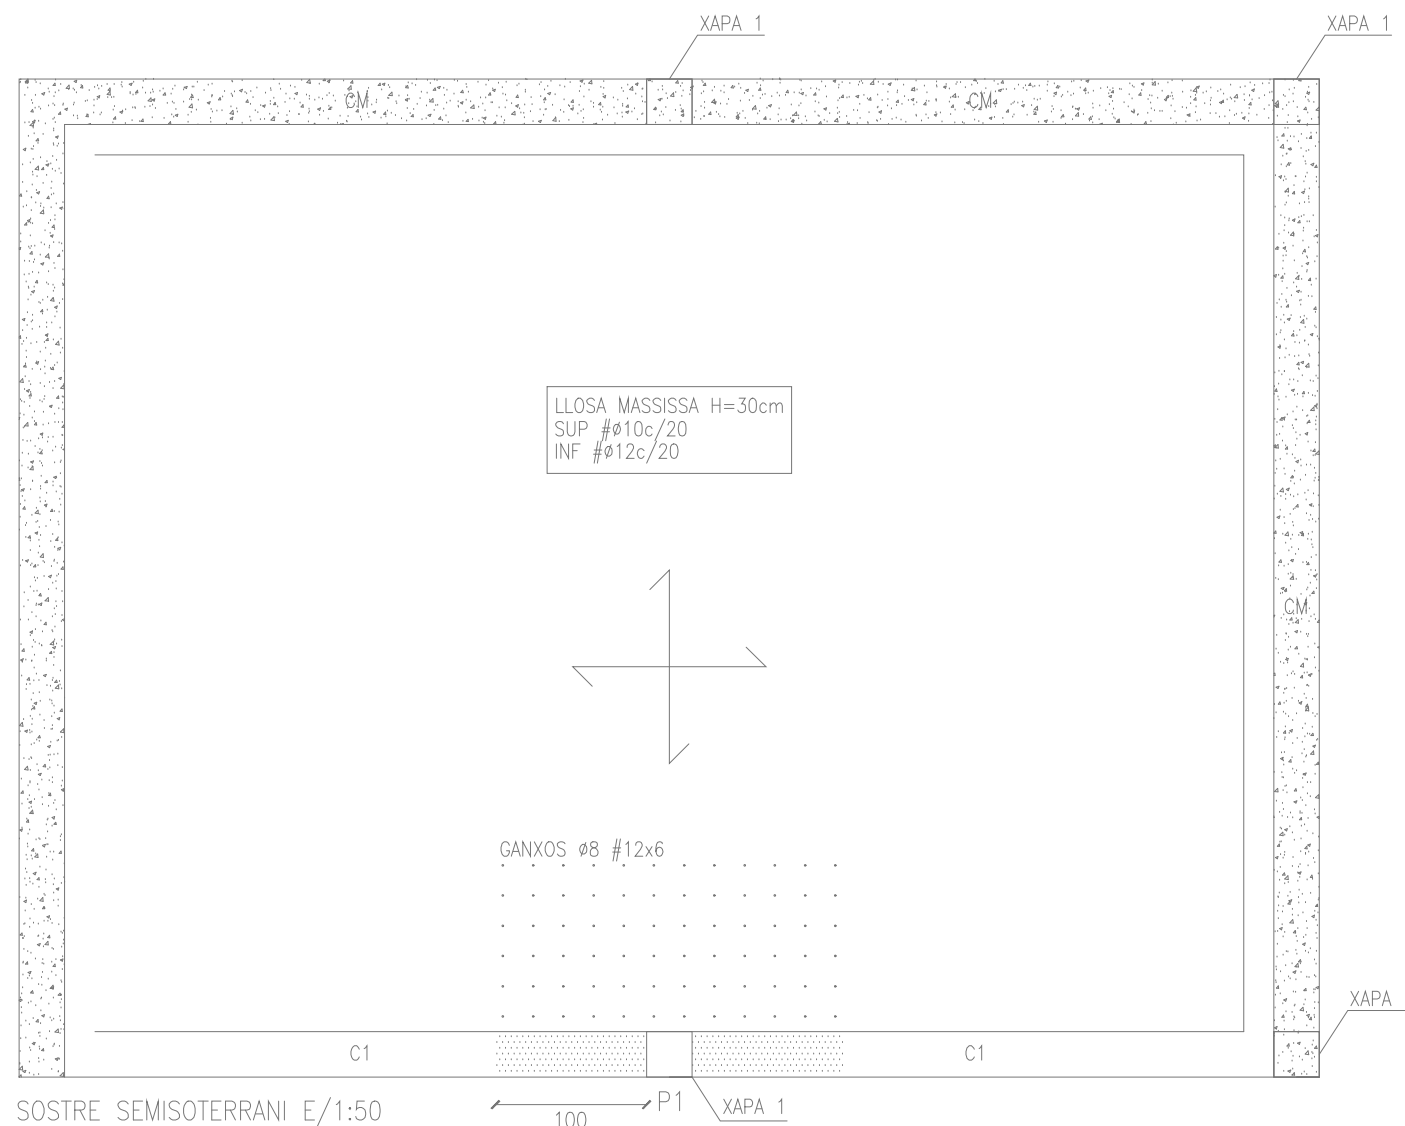 XAPA 1
XAPA 1
CM
CM
LLOSA MASSISSA H=30cm
SUP #ø10c/20
INF #ø12c/20
CM
GANXOS ø8 #12x6
XAPA
C1
C1
SOSTRE SEMISOTERRANI E/1:50
100
P1
XAPA 1